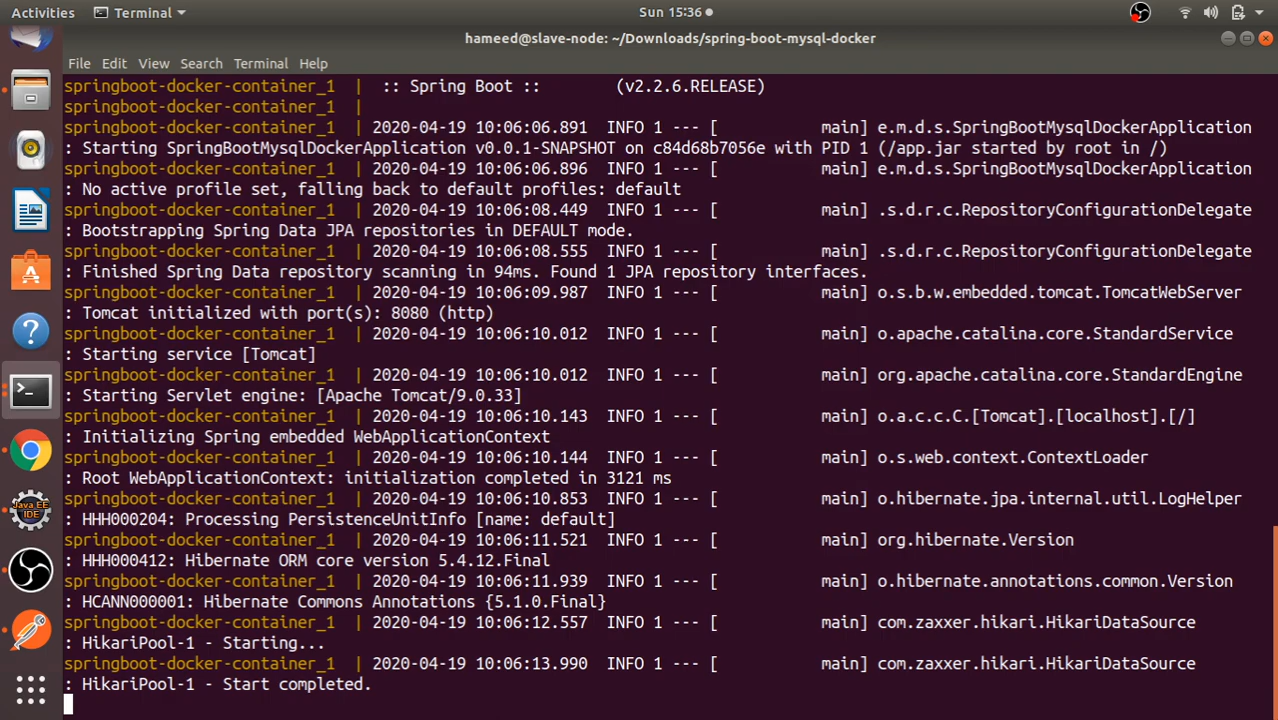 Activities Terminal Sun 15:36
hameed@slave-node: ~/Downloads/spring-boot-mysql-docker
File Edit View Search Terminal Help
springboot-docker-container_1 | :: Spring Boot :: (v2.2.6.RELEASE)
springboot-docker-container_1 |
springboot-docker-container_1 | 2020-04-19 10:06:06.891 INFO 1 --- [ main] e.m.d.s.SpringBootMysqlDockerApplication
: Starting SpringBootMysqlDockerApplication v0.0.1-SNAPSHOT on c84d68b7056e with PID 1 (/app.jar started by root in /)
springboot-docker-container_1 | 2020-04-19 10:06:06.896 INFO 1 --- [ main] e.m.d.s.SpringBootMysqlDockerApplication
: No active profile set, falling back to default profiles: default
springboot-docker-container_1 | 2020-04-19 10:06:08.449 INFO 1 --- [ main] .s.d.r.c.RepositoryConfigurationDelegate
: Bootstrapping Spring Data JPA repositories in DEFAULT mode.
springboot-docker-container_1 | 2020-04-19 10:06:08.555 INFO 1 --- [ main] .s.d.r.c.RepositoryConfigurationDelegate
: Finished Spring Data repository scanning in 94ms. Found 1 JPA repository interfaces.
springboot-docker-container_1 | 2020-04-19 10:06:09.987 INFO 1 --- [ main] o.s.b.w.embedded.tomcat.TomcatWebServer
: Tomcat initialized with port(s): 8080 (http)
springboot-docker-container_1 | 2020-04-19 10:06:10.012 INFO 1 --- [ main] o.apache.catalina.core.StandardService
: Starting service [Tomcat]
springboot-docker-container_1 | 2020-04-19 10:06:10.012 INFO 1 --- [ main] org.apache.catalina.core.StandardEngine
: Starting Servlet engine: [Apache Tomcat/9.0.33]
springboot-docker-container_1 | 2020-04-19 10:06:10.143 INFO 1 --- [ main] o.a.c.c.C.[Tomcat].[localhost].[/]
: Initializing Spring embedded WebApplicationContext
springboot-docker-container_1 | 2020-04-19 10:06:10.144 INFO 1 --- [ main] o.s.web.context.ContextLoader
: Root WebApplicationContext: initialization completed in 3121 ms
springboot-docker-container_1 | 2020-04-19 10:06:10.853 INFO 1 --- [ main] o.hibernate.jpa.internal.util.LogHelper
: HHH000204: Processing PersistenceUnitInfo [name: default]
springboot-docker-container_1 | 2020-04-19 10:06:11.521 INFO 1 --- [ main] org.hibernate.Version
: HHH000412: Hibernate ORM core version 5.4.12.Final
springboot-docker-container_1 | 2020-04-19 10:06:11.939 INFO 1 --- [ main] o.hibernate.annotations.common.Version
: HCANN000001: Hibernate Commons Annotations {5.1.0.Final}
springboot-docker-container_1 | 2020-04-19 10:06:12.557 INFO 1 --- [ main] com.zaxxer.hikari.HikariDataSource
: HikariPool-1 - Starting...
springboot-docker-container_1 | 2020-04-19 10:06:13.990 INFO 1 --- [ main] com.zaxxer.hikari.HikariDataSource
: HikariPool-1 - Start completed.
Java EE
IDE